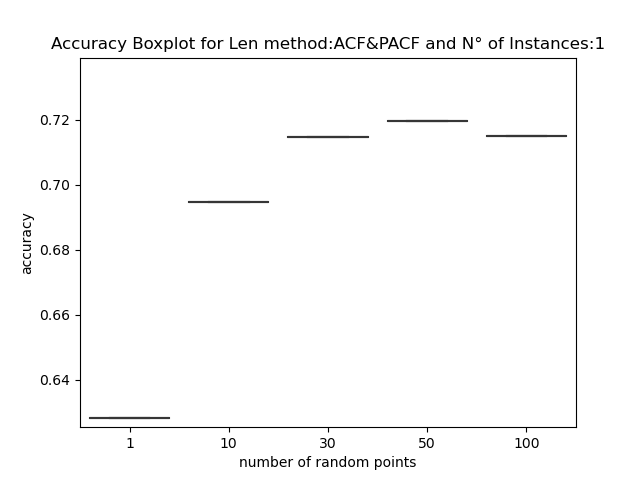 Accuracy Boxplot for Len method:ACF&PACF and N° of Instances:1
0.72
0.70
0.68
0.66
0.64
accuracy
1 10 30 50 100
number of random points